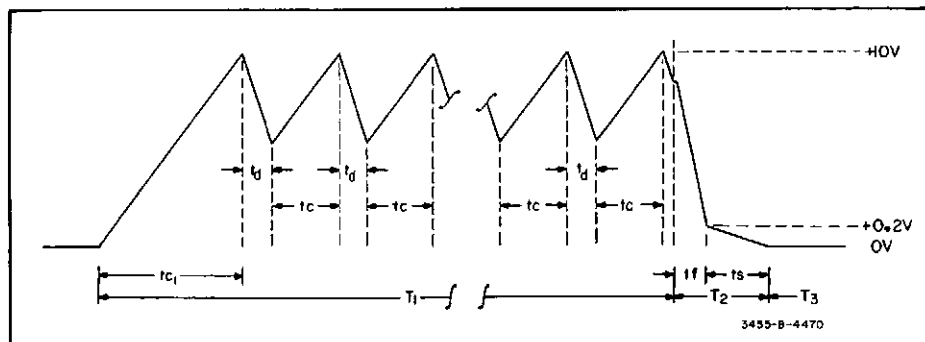 +10V
td td td
tc tc tc tc
+0.2V
0V
tc1 tf ts
T1 T2 T3
3455-B-4470